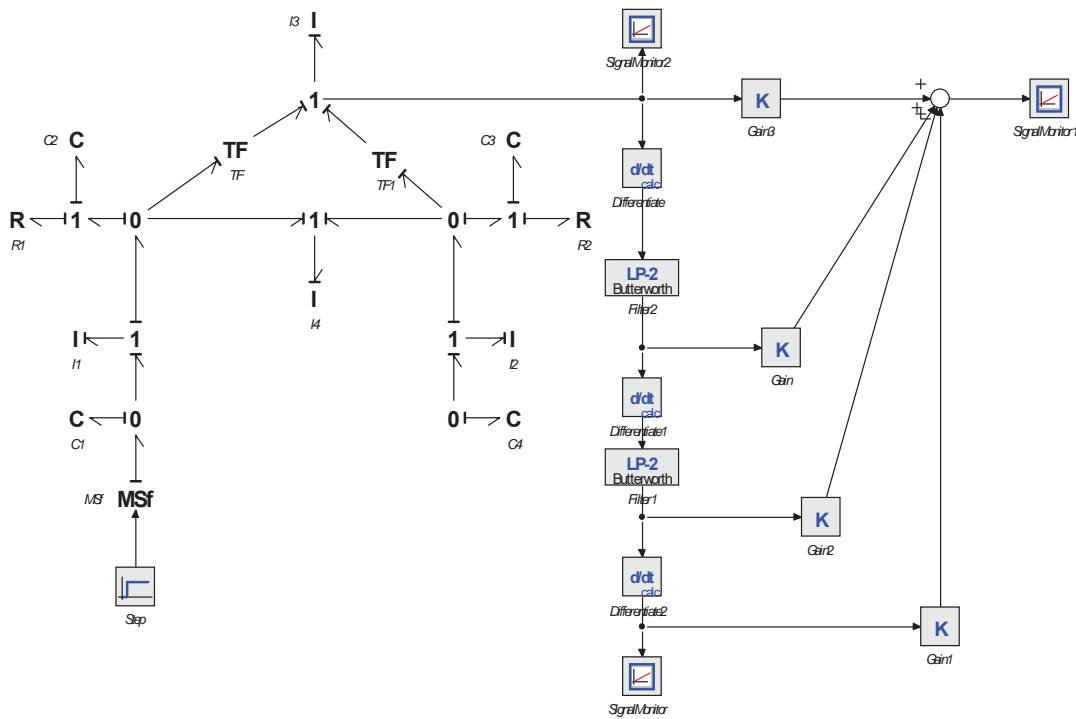 I3 I
SignalMonitor2
1
K
Gain3
+
+
SignalMonitor1
C2 C
TF
TF
TF
TF1
C3 C
d/dt
calc
Differentiate
R 1 0 1 0 1 R
R1
R2
I
I4
LP-2
Butterworth
Filter2
I 1
I1
1 I
I2
K
Gain
d/dt
calc
Differentiate1
C 0
C1
0 C
C4
LP-2
Butterworth
Filter1
MSf MSf
K
Gain2
d/dt
calc
Differentiate2
Step
K
Gain1
SignalMonitor